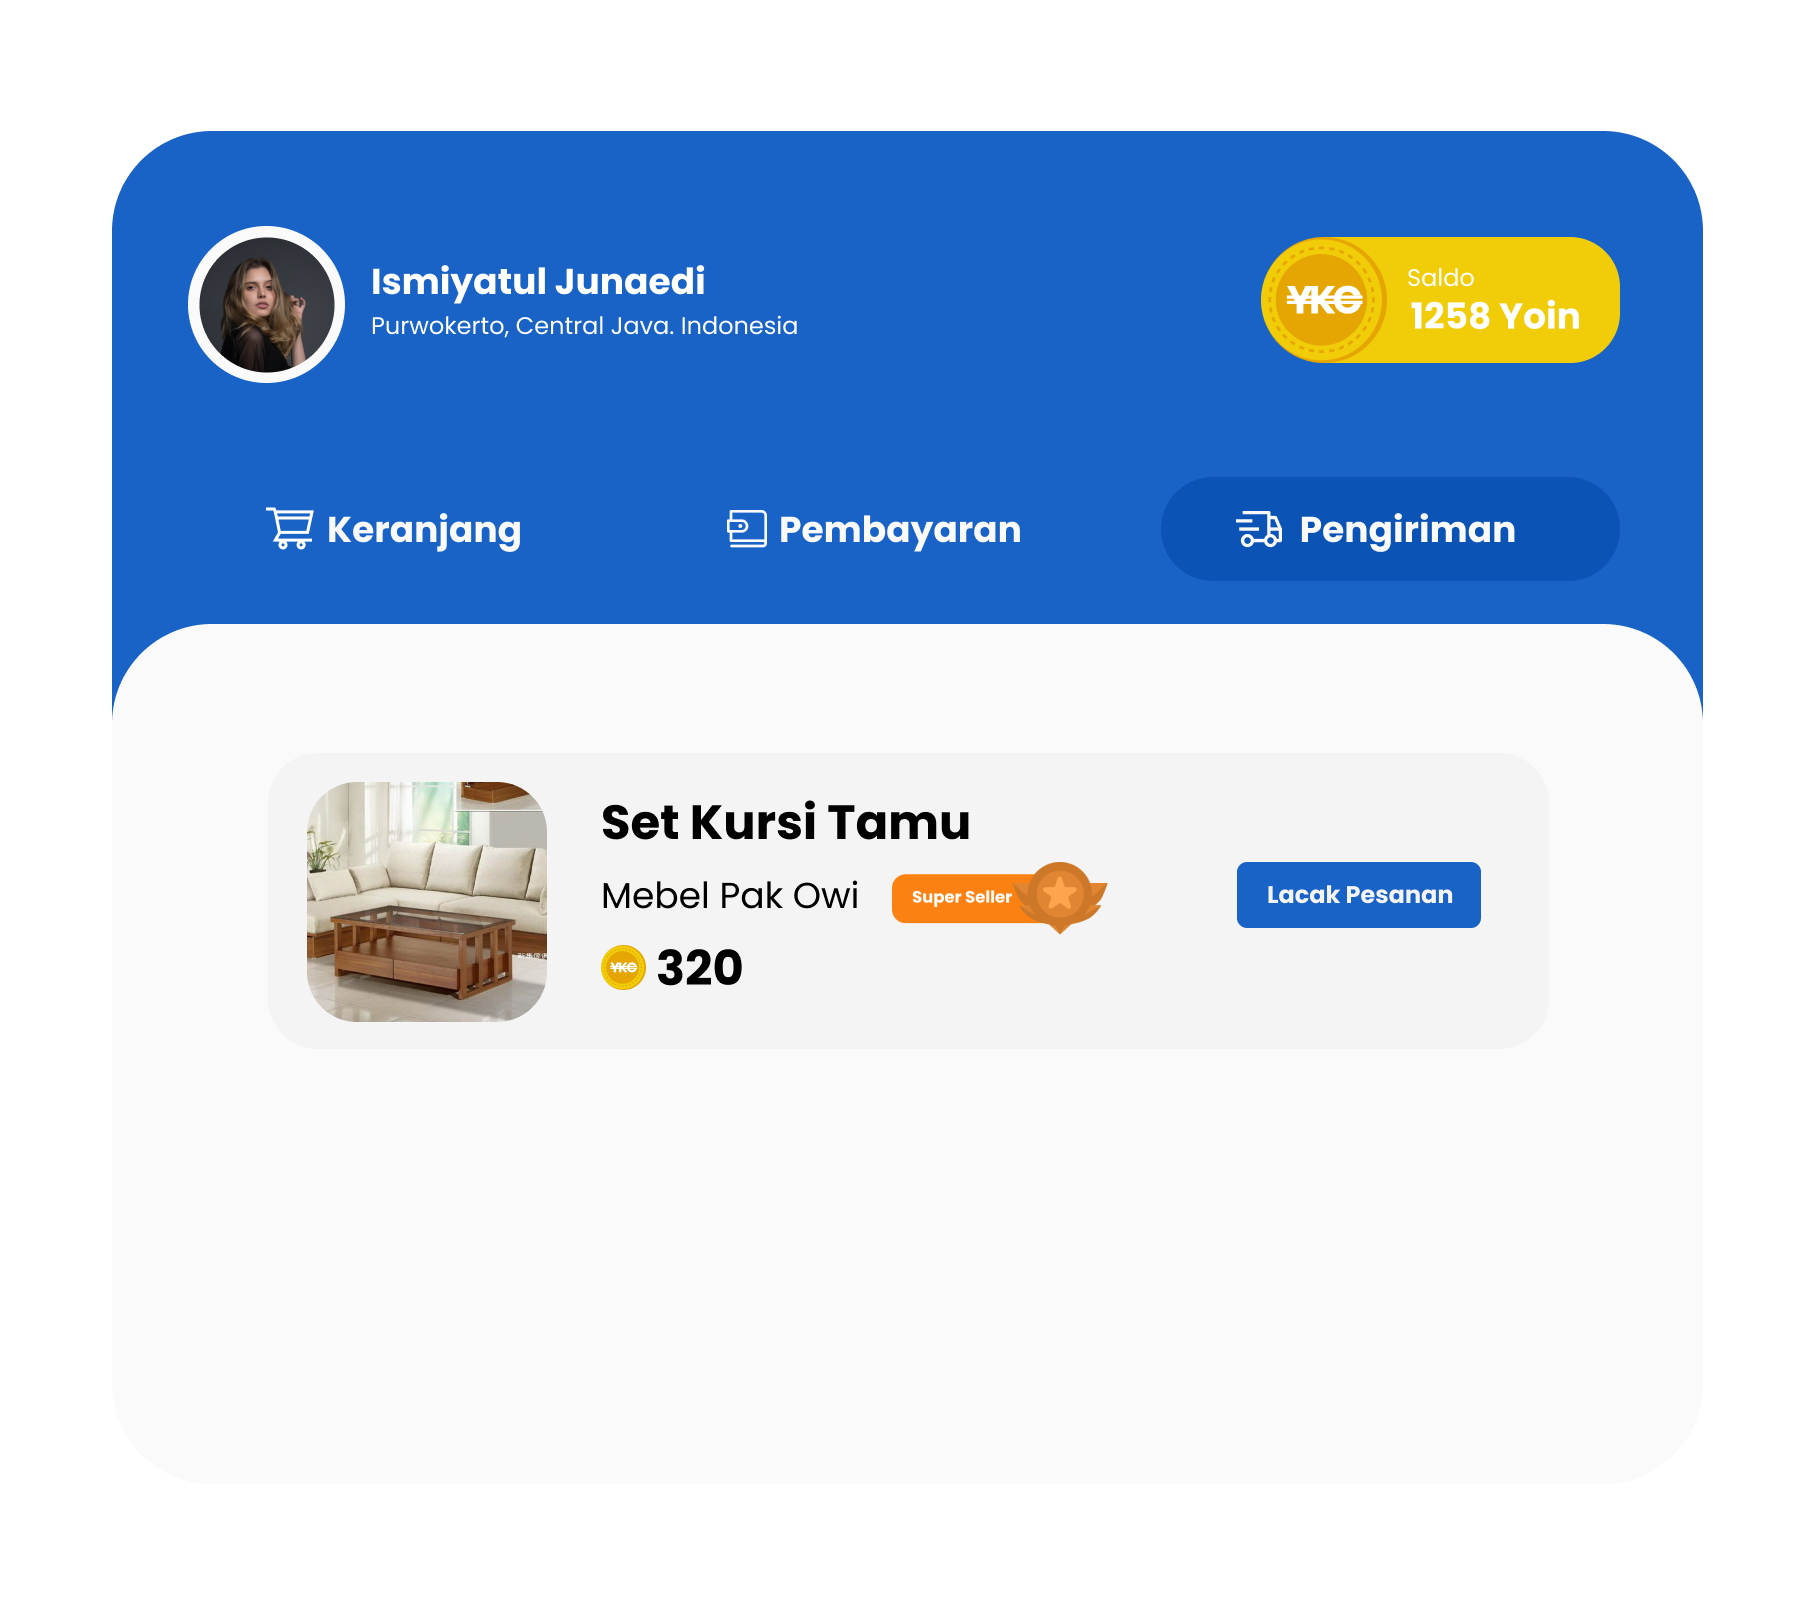 Ismiyatul Junaedi
Purwokerto, Central Java. Indonesia
YKC
Saldo
1258 Yoin
Keranjang
Pembayaran
Pengiriman
Set Kursi Tamu
Mebel Pak Owi
Super Seller
Lacak Pesanan
YKC
320